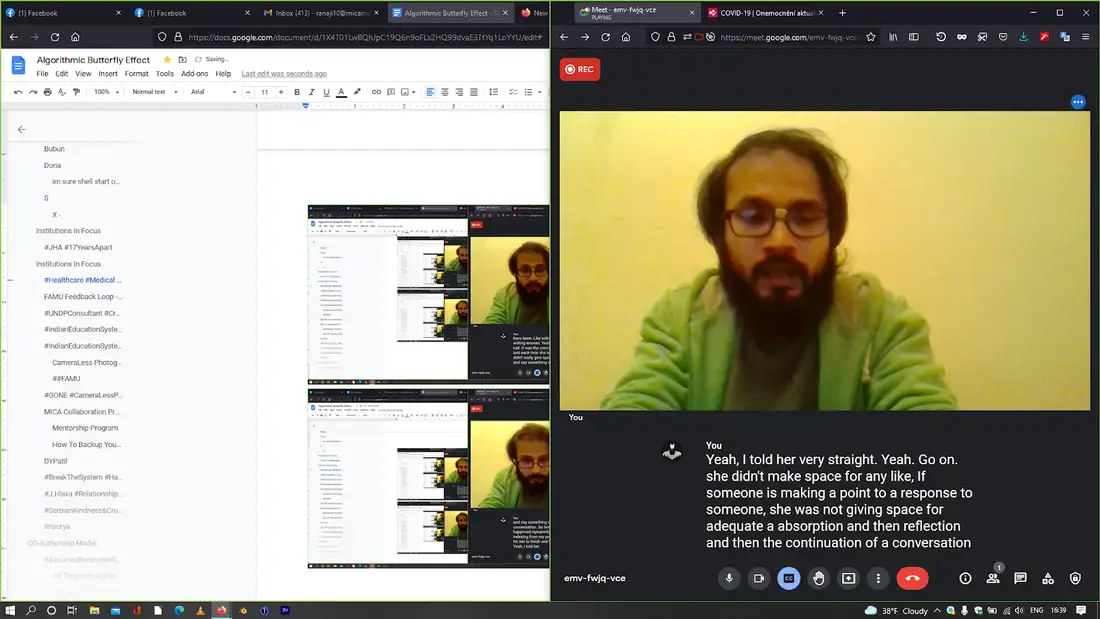 (1) Facebook
(1) Facebook
Inbox (413) - ranaji10@micam
Algorithmic Butterfly Effect -
New
Meet - emv-fwjq-vce
PLAYING
COVID-19 | Onemocnění aktuál
https://docs.google.com/document/d/
https://meet.google.com/emv-fwjq-vce
Algorithmic Butterfly Effect
Saving...
File Edit View Insert Format Tools Add-ons Help Last edit was seconds ago
100% Normal text Arial 11
Bubun
Dona
im sure shell start o...
S
X -
Institutions In Focus
#JHA #17YearsApart
Institutions In Focus
#Healthcare #Medical ...
FAMU Feedback Loop -...
#UNDPConsultant #Cr...
#IndianEducationSyste...
#IndianEducationSyste...
CameraLess Photog...
##FAMU
#GONE #CameraLessP...
MICA Collaboration Pr...
Mentorship Program
How To Backup You...
DYPatil
#BreakTheSystem #Ha...
#J.Hlava #Relationship...
#SerbianKindness&Cru...
Shaurya
CO-Authorship Model
REC
You
You
Yeah, I told her very straight. Yeah. Go on.
she didn't make space for any like, If
someone is making a point to a response to
someone, she was not giving space for
adequate a absorption and then reflection
and then the continuation of a conversation
emv-fwjq-vce
CC
1
38°F Cloudy
ENG
16:39